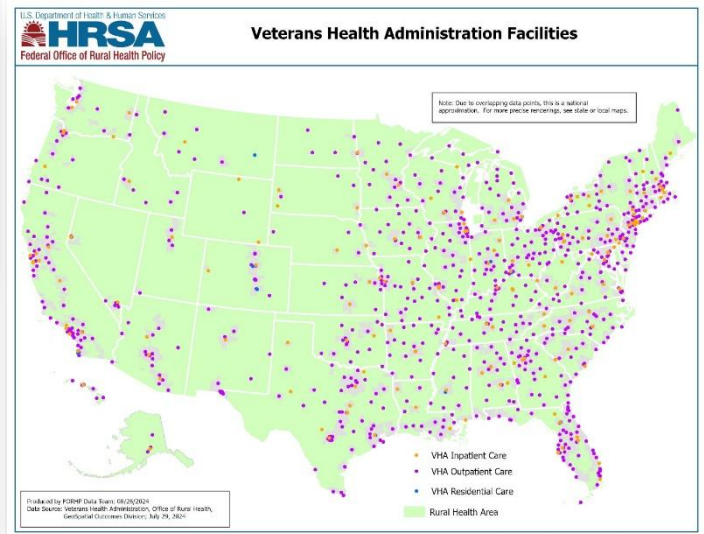 U.S. Department of Health & Human Services
HRSA
Federal Office of Rural Health Policy
Veterans Health Administration Facilities
Note: Due to overlapping data points, this is a national
approximation. For more precise renderings, see state or local maps.
VHA Inpatient Care
VHA Outpatient Care
VHA Residential Care
Rural Health Area
Produced by FORHP Data Team: 08/26/2024
Data Source: Veterans Health Administration, Office of Rural Health,
GeoSpatial Outcomes Division; July 29, 2024